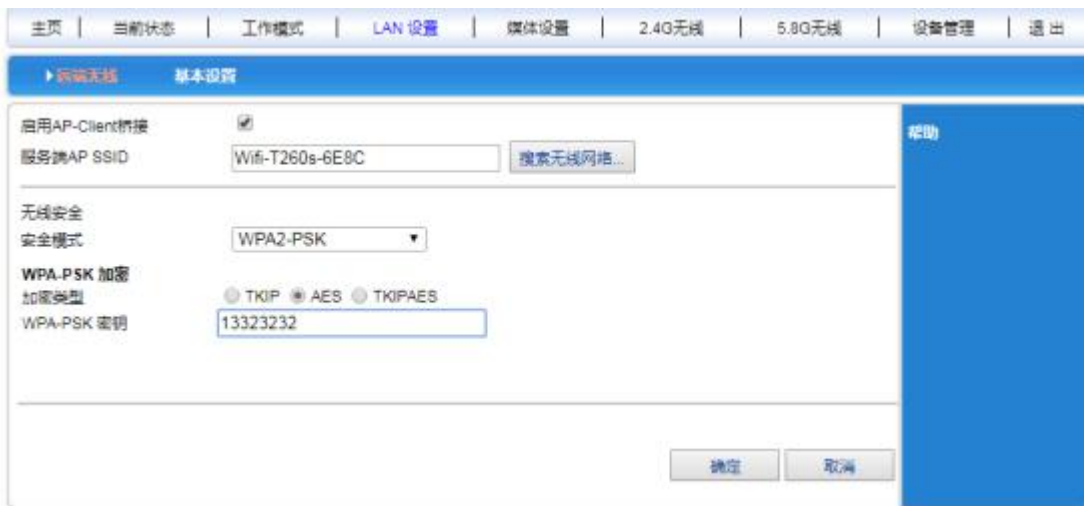 主页 | 当前状态 | 工作模式 | LAN 设置 | 媒体设置 | 2.4G无线 | 5.8G无线 | 设备管理 | 退出
远端无线 基本设置
启用AP-Client桥接
帮助
服务端AP SSID Wifi-T260s-6E8C 搜索无线网络...
无线安全
安全模式 WPA2-PSK
WPA-PSK 加密
加密类型 TKIP AES TKIPAES
WPA-PSK 密钥 13323232
确定 取消